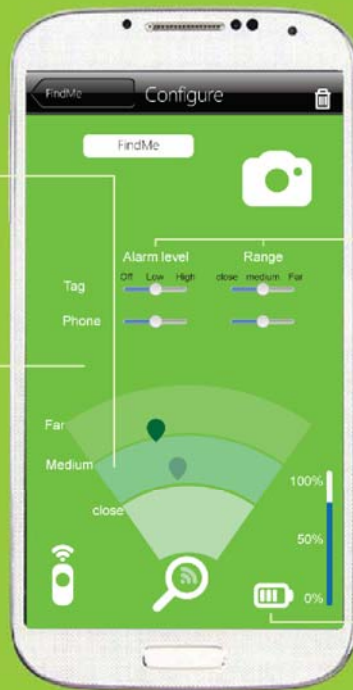 FindMe
Configure
FindMe
Alarm level Range
Off Low High close medium Far
Tag
Phone
Far
Medium
close
100%
50%
0%